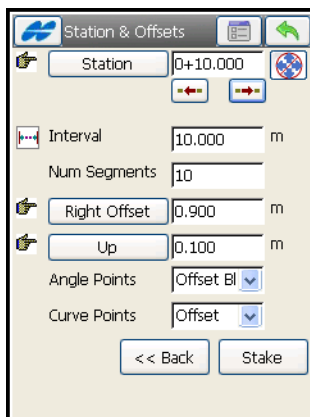 Station & Offsets
Station 0+10.000
Interval 10.000 m
Num Segments 10
Right Offset 0.900 m
Up 0.100 m
Angle Points Offset Bl
Curve Points Offset
<< Back Stake